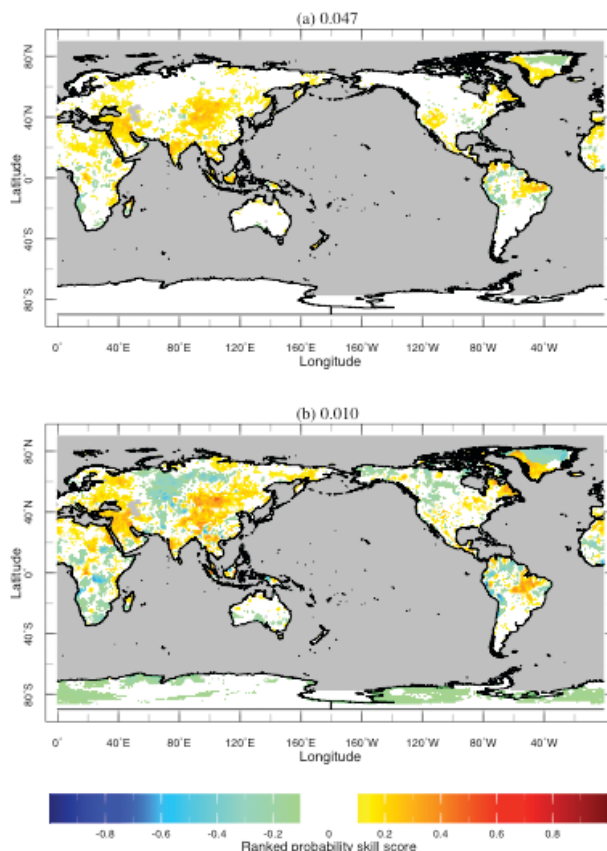 (a) 0.047
80°N
40°N
0
40°S
80°S
Latitude
0° 40°E 80°E 120°E 160°E 160°W 120°W 80°W 40°W
Longitude
(b) 0.010
80°N
40°N
0
40°S
80°S
Latitude
0° 40°E 80°E 120°E 160°E 160°W 120°W 80°W 40°W
Longitude
-0.8 -0.6 -0.4 -0.2 0 0.2 0.4 0.6 0.8
Ranked probability skill score